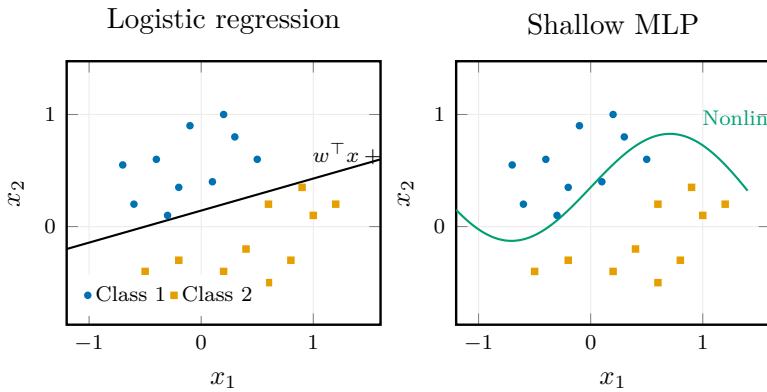 Logistic regression
x₂
1
0
w⊤x +
Class 1
Class 2
−1 0 1
x₁
Shallow MLP
x₂
1
0
Nonlin
−1 0 1
x₁